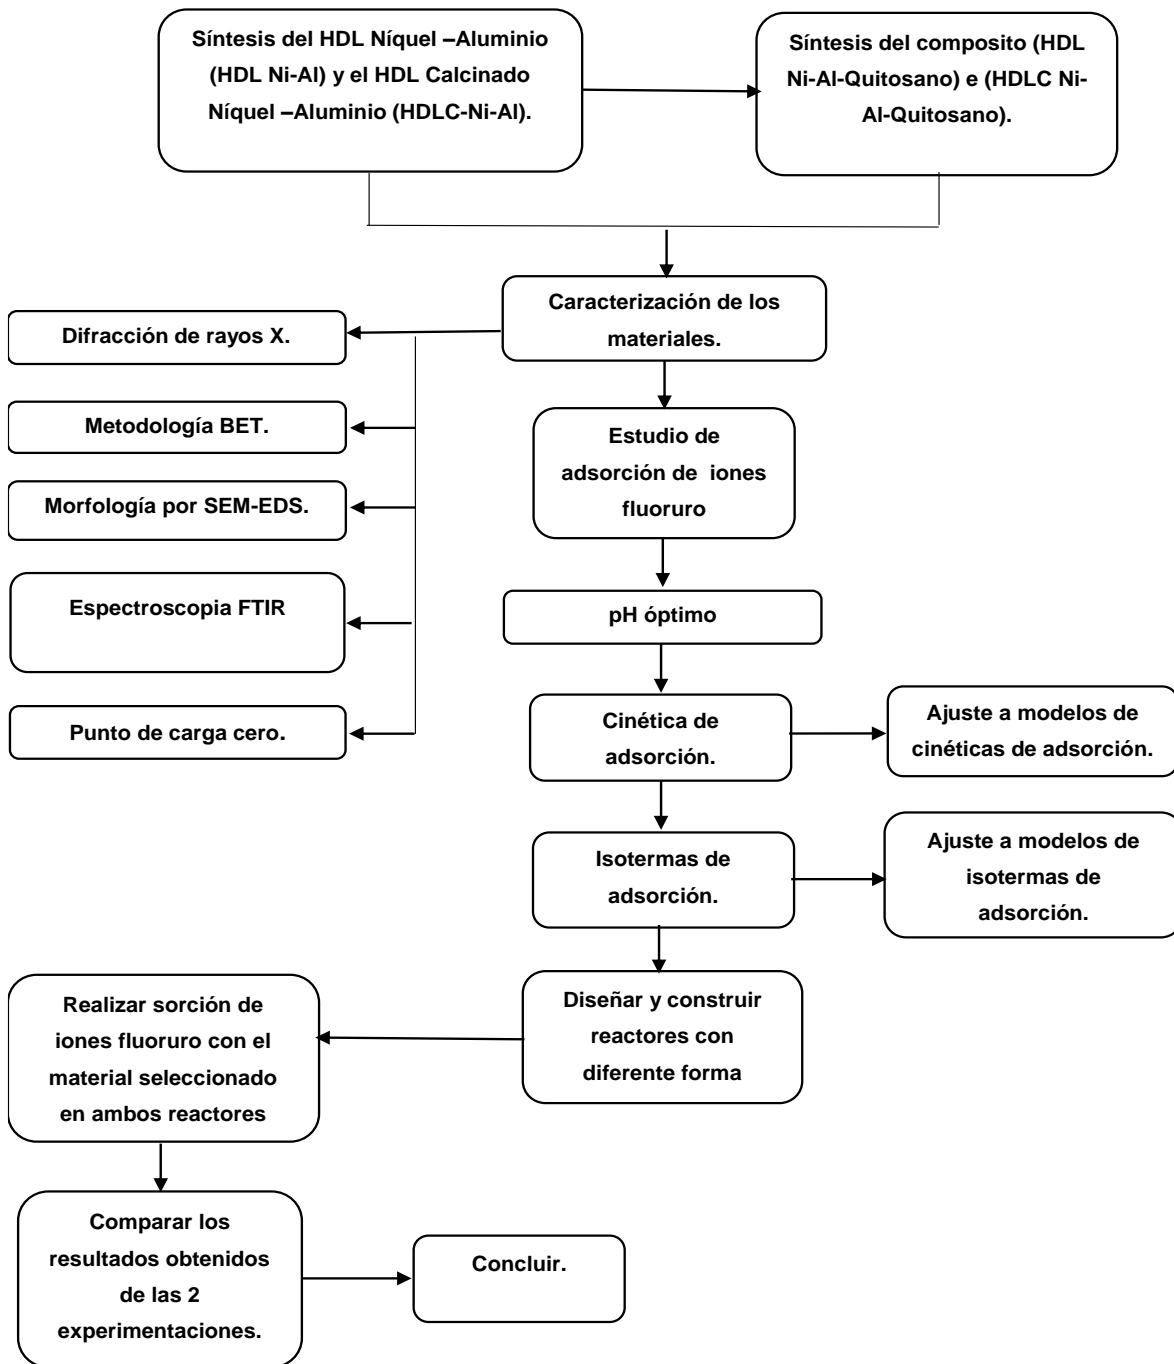 Síntesis del HDL Níquel –Aluminio
(HDL Ni-Al) y el HDL Calcinado
Níquel –Aluminio (HDLC-Ni-Al).
Síntesis del composito (HDL
Ni-Al-Quitosano) e (HDLC Ni-
Al-Quitosano).
Caracterización de los
materiales.
Difracción de rayos X.
Metodología BET.
Morfología por SEM-EDS.
Espectroscopia FTIR
Punto de carga cero.
Estudio de
adsorción de iones
fluoruro
pH óptimo
Cinética de
adsorción.
Ajuste a modelos de
cinéticas de adsorción.
Isotermas de
adsorción.
Ajuste a modelos de
isotermas de
adsorción.
Diseñar y construir
reactores con
diferente forma
Realizar sorción de
iones fluoruro con el
material seleccionado
en ambos reactores
Comparar los
resultados obtenidos
de las 2
experimentaciones.
Concluir.